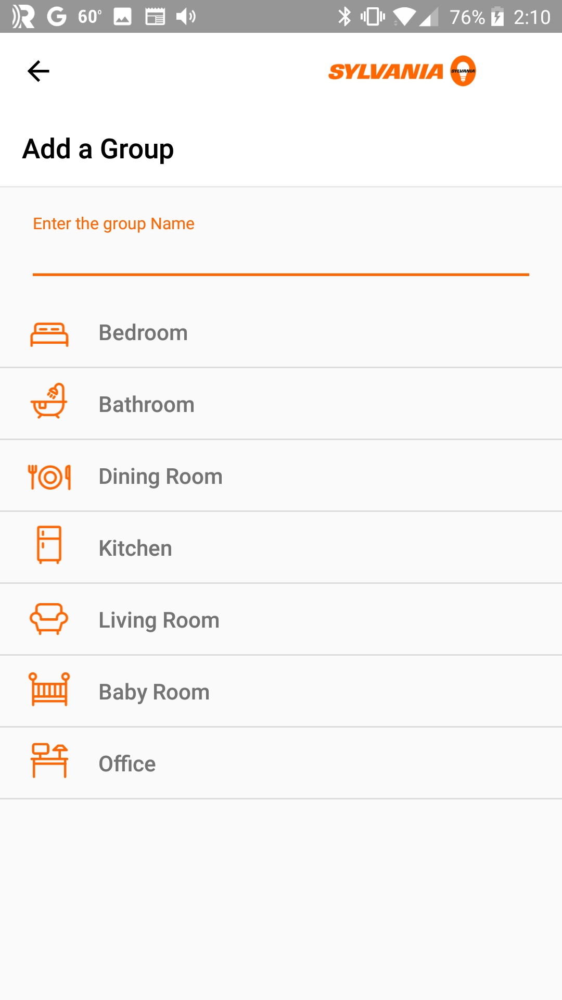 60° 76% 2:10
SYLVANIA SYLVANIA
Add a Group
Enter the group Name
Bedroom
Bathroom
Dining Room
Kitchen
Living Room
Baby Room
Office